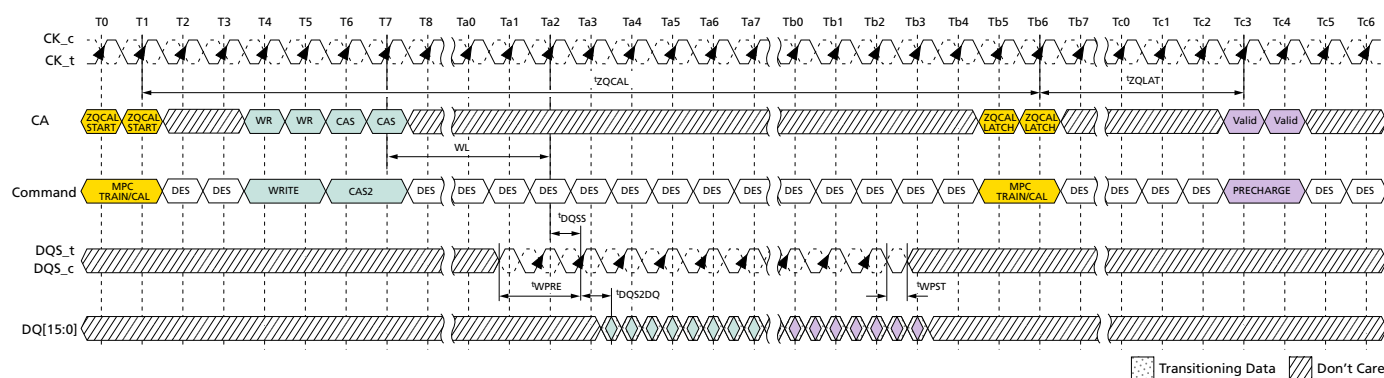 T0 T1 T2 T3 T4 T5 T6 T7 T8 Ta0 Ta1 Ta2 Ta3 Ta4 Ta5 Ta6 Ta7 Tb0 Tb1 Tb2 Tb3 Tb4 Tb5 Tb6 Tb7 Tc0 Tc1 Tc2 Tc3 Tc4 Tc5 Tc6
CK_c
CK_t
tZQCAL tZQLAT
CA ZQCAL START ZQCAL START WR WR CAS CAS ZQCAL LATCH ZQCAL LATCH Valid Valid
WL
Command MPC TRAIN/CAL DES DES WRITE CAS2 DES DES DES DES DES DES DES DES DES DES DES DES DES DES MPC TRAIN/CAL DES DES DES DES PRECHARGE DES DES
tDQSS
DQS_t
DQS_c
tWPRE tDQS2DQ tWPST
DQ[15:0]
Transitioning Data Don't Care